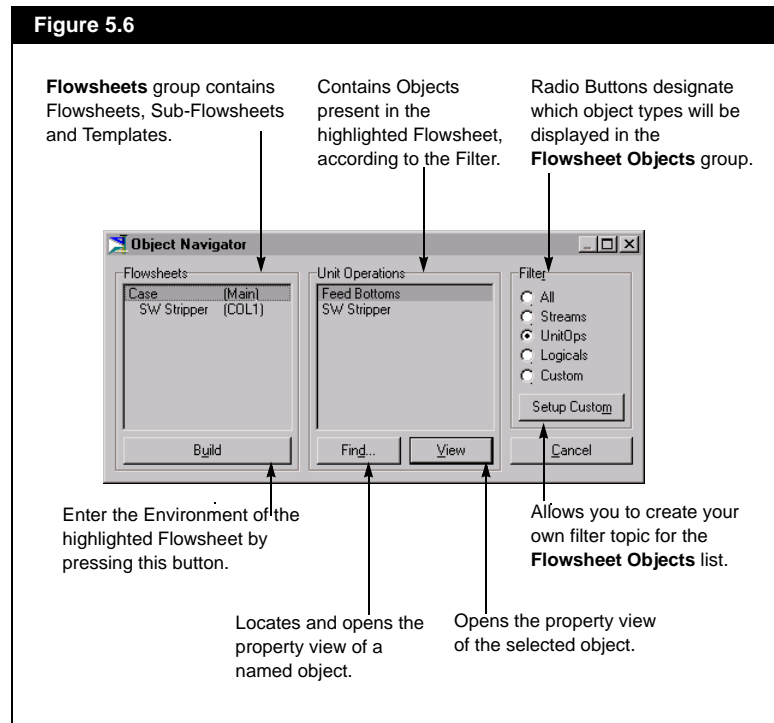 Figure 5.6
Flowsheets group contains
Flowsheets, Sub-Flowsheets
and Templates.
Contains Objects
present in the
highlighted Flowsheet,
according to the Filter.
Radio Buttons designate
which object types will be
displayed in the
Flowsheet Objects group.
Object Navigator
Flowsheets
Case (Main)
SW Stripper (COL1)
Build
Unit Operations
Feed Bottoms
SW Stripper
Find...
View
Filter
All
Streams
UnitOps
Logicals
Custom
Setup Custom
Cancel
Enter the Environment of the
highlighted Flowsheet by
pressing this button.
Locates and opens the
property view of a
named object.
Opens the property view
of the selected object.
Allows you to create your
own filter topic for the
Flowsheet Objects list.